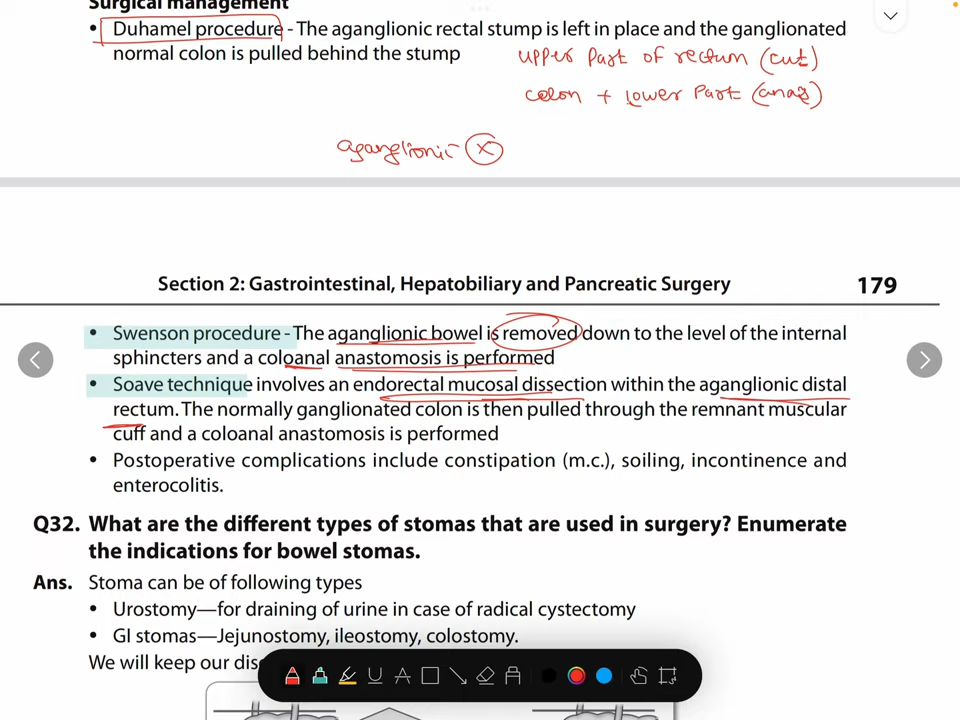 Surgical management
• Duhamel procedure - The aganglionic rectal stump is left in place and the ganglionated
normal colon is pulled behind the stump
upper part of rectum (cut)
colon + lower part (anas)
aganglionic (x)
Section 2: Gastrointestinal, Hepatobiliary and Pancreatic Surgery 179
• Swenson procedure - The aganglionic bowel is removed down to the level of the internal
sphincters and a coloanal anastomosis is performed
• Soave technique involves an endorectal mucosal dissection within the aganglionic distal
rectum. The normally ganglionated colon is then pulled through the remnant muscular
cuff and a coloanal anastomosis is performed
• Postoperative complications include constipation (m.c.), soiling, incontinence and
enterocolitis.
Q32. What are the different types of stomas that are used in surgery? Enumerate
the indications for bowel stomas.
Ans. Stoma can be of following types
• Urostomy—for draining of urine in case of radical cystectomy
• GI stomas—Jejunostomy, ileostomy, colostomy.
We will keep our